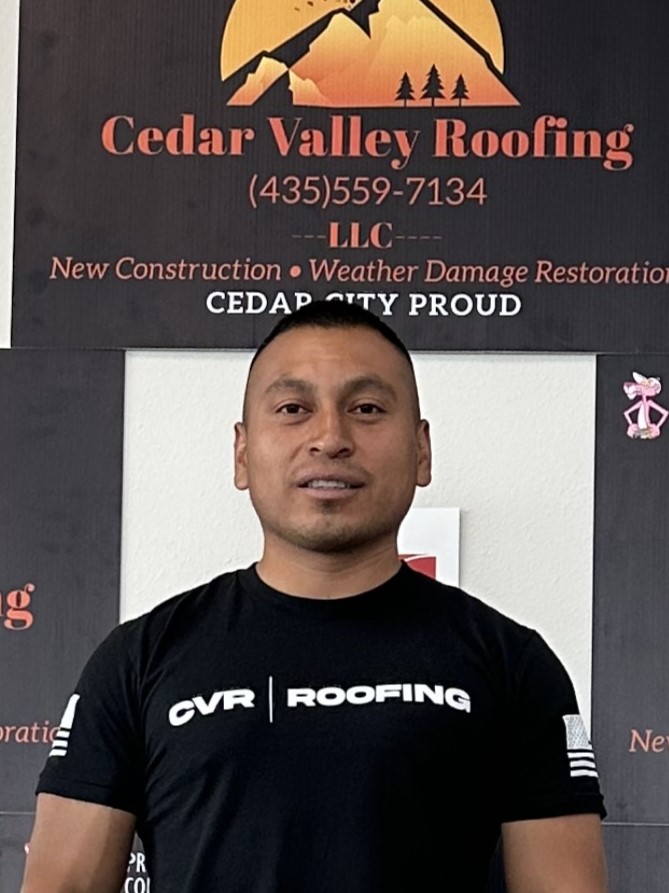 Cedar Valley Roofing
(435)559-7134
---LLC----
New Construction • Weather Damage Restoration
CEDAR CITY PROUD
CVR | ROOFING